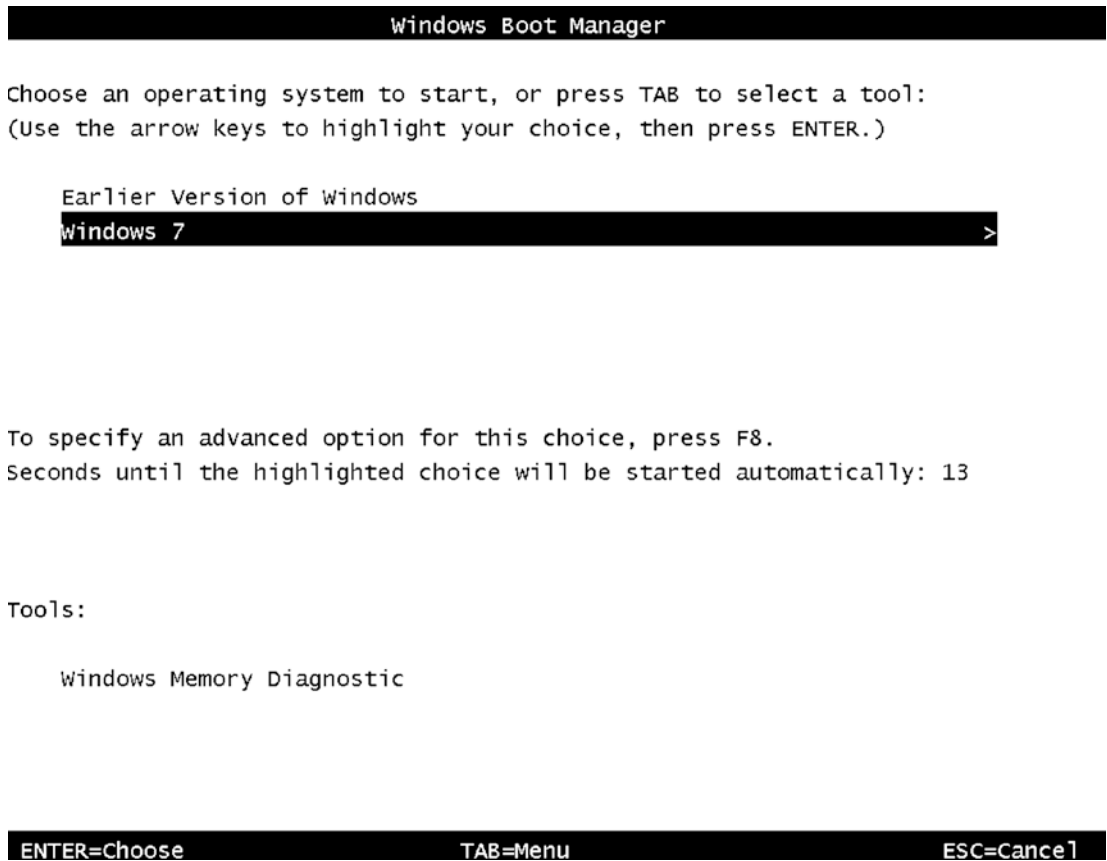 Windows Boot Manager
Choose an operating system to start, or press TAB to select a tool:
(Use the arrow keys to highlight your choice, then press ENTER.)
Earlier Version of Windows
Windows 7 >
To specify an advanced option for this choice, press F8.
Seconds until the highlighted choice will be started automatically: 13
Tools:
Windows Memory Diagnostic
ENTER=Choose TAB=Menu ESC=Cancel